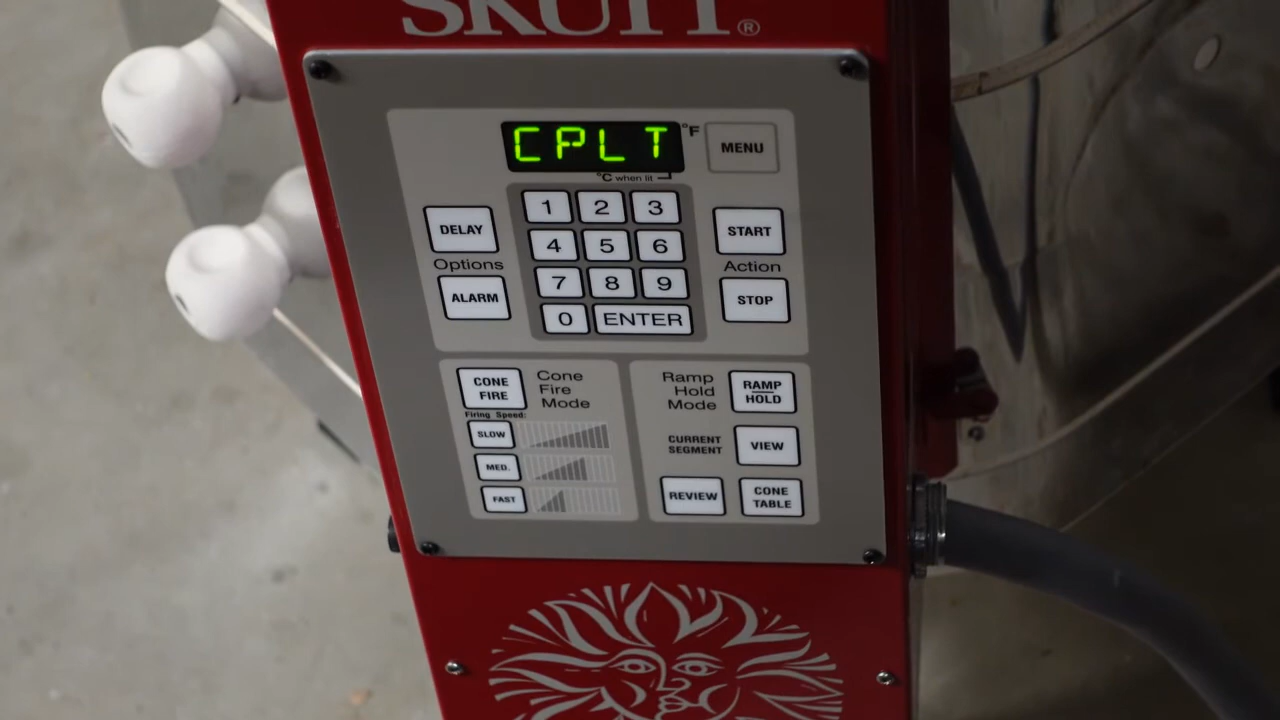 SKUTT®
CPLT
°F
MENU
°C when lit
1 2 3
4 5 6
7 8 9
0 ENTER
DELAY
Options
ALARM
START
Action
STOP
CONE
FIRE
Cone
Fire
Mode
Firing Speed:
SLOW
MED.
FAST
Ramp
Hold
Mode
RAMP
HOLD
CURRENT
SEGMENT
VIEW
REVIEW
CONE
TABLE